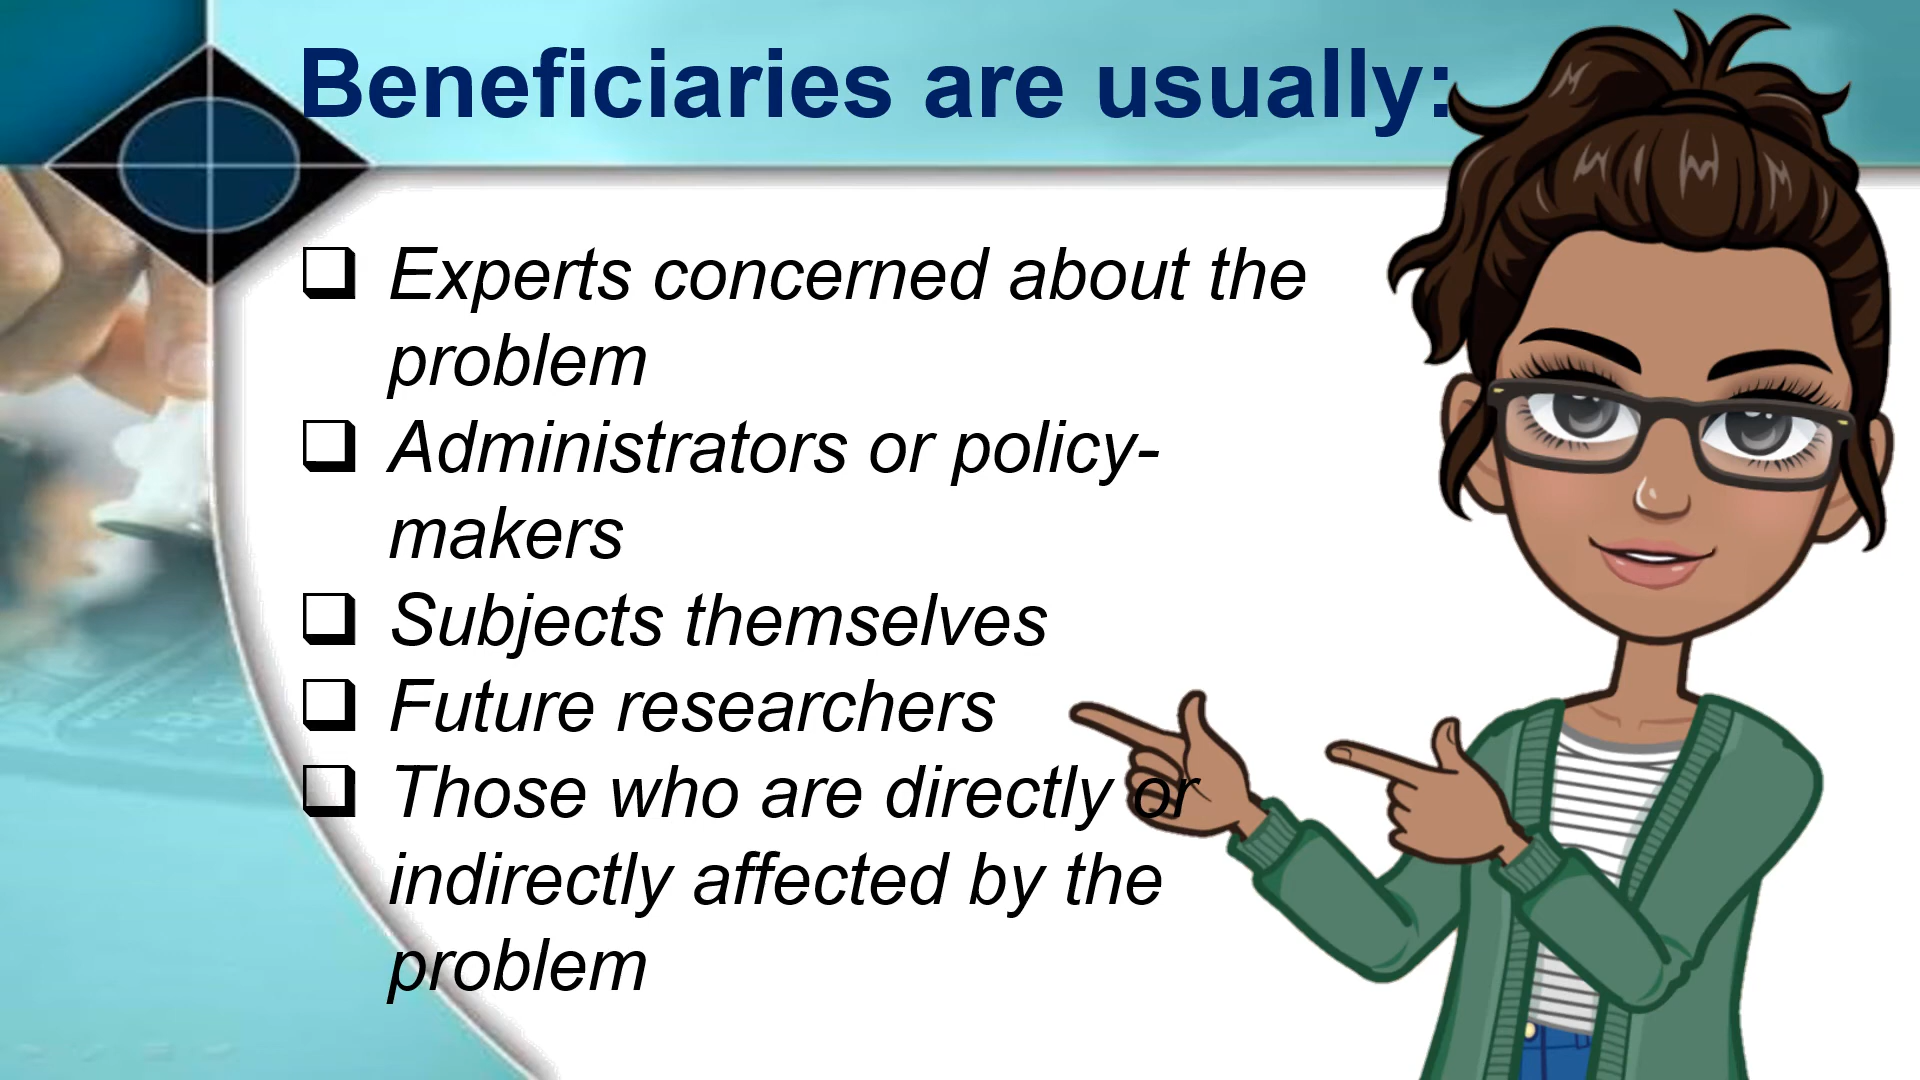 Beneficiaries are usually:
❑ Experts concerned about the
problem
❑ Administrators or policy-
makers
❑ Subjects themselves
❑ Future researchers
❑ Those who are directly or
indirectly affected by the
problem